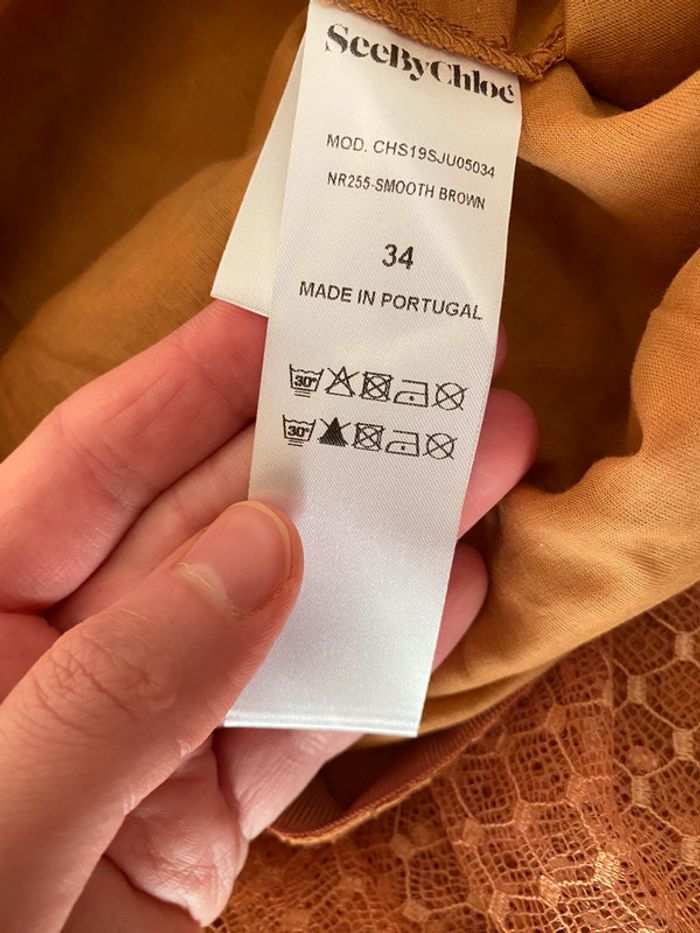 SeeByChloé
MOD. CHS19SJU05034
NR255-SMOOTH BROWN
34
MADE IN PORTUGAL
30°
30°